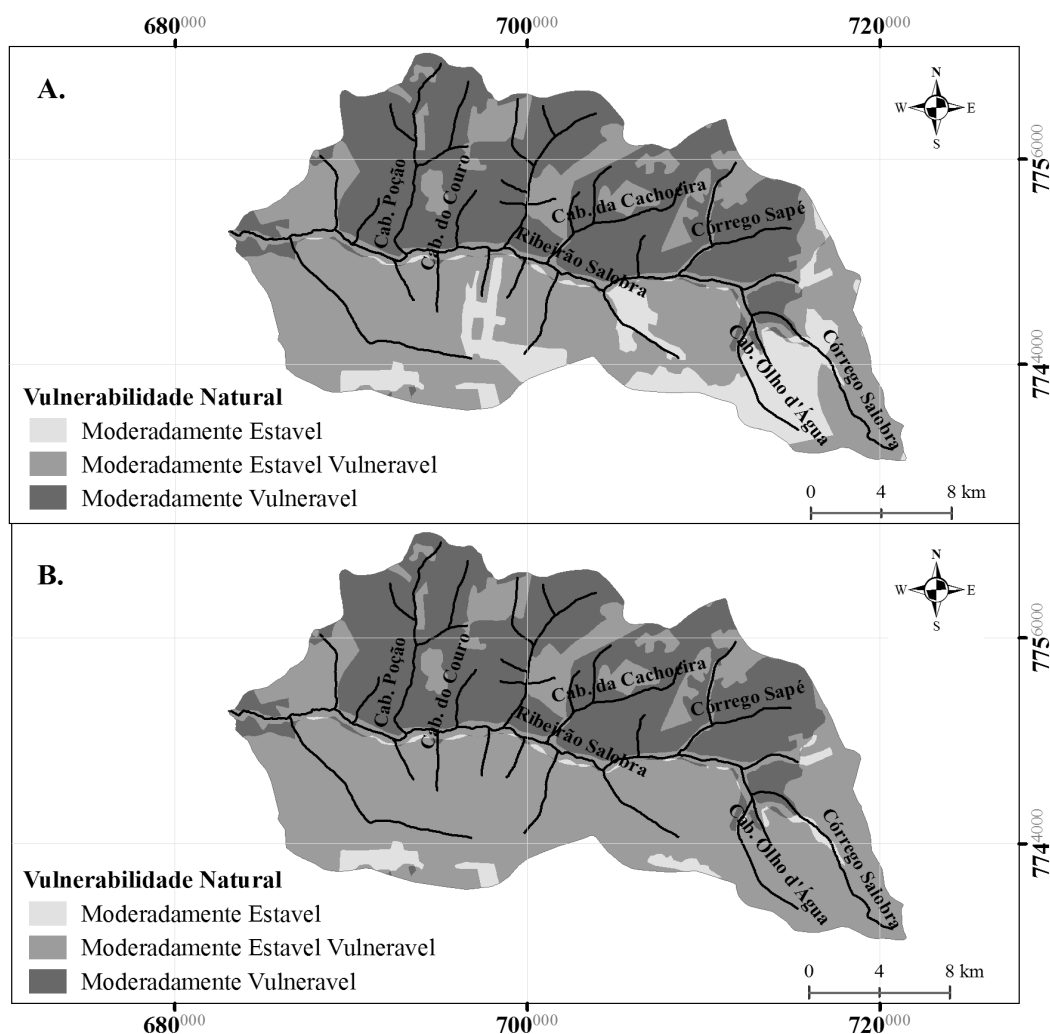 680000 700000 720000
A.
N
W E
S
7756000
Cab. Poção
Cab. do Couro
Cab. da Cachoeira
Córrego Sapé
Ribeirão Salobra
Cab. Olho d'Água
Córrego Salobra
7744000
Vulnerabilidade Natural
Moderadamente Estavel
Moderadamente Estavel Vulneravel
Moderadamente Vulneravel
0 4 8 km
B.
N
W E
S
7756000
Cab. Poção
Cab. do Couro
Cab. da Cachoeira
Córrego Sapé
Ribeirão Salobra
Cab. Olho d'Água
Córrego Salobra
7744000
Vulnerabilidade Natural
Moderadamente Estavel
Moderadamente Estavel Vulneravel
Moderadamente Vulneravel
0 4 8 km
680000 700000 720000